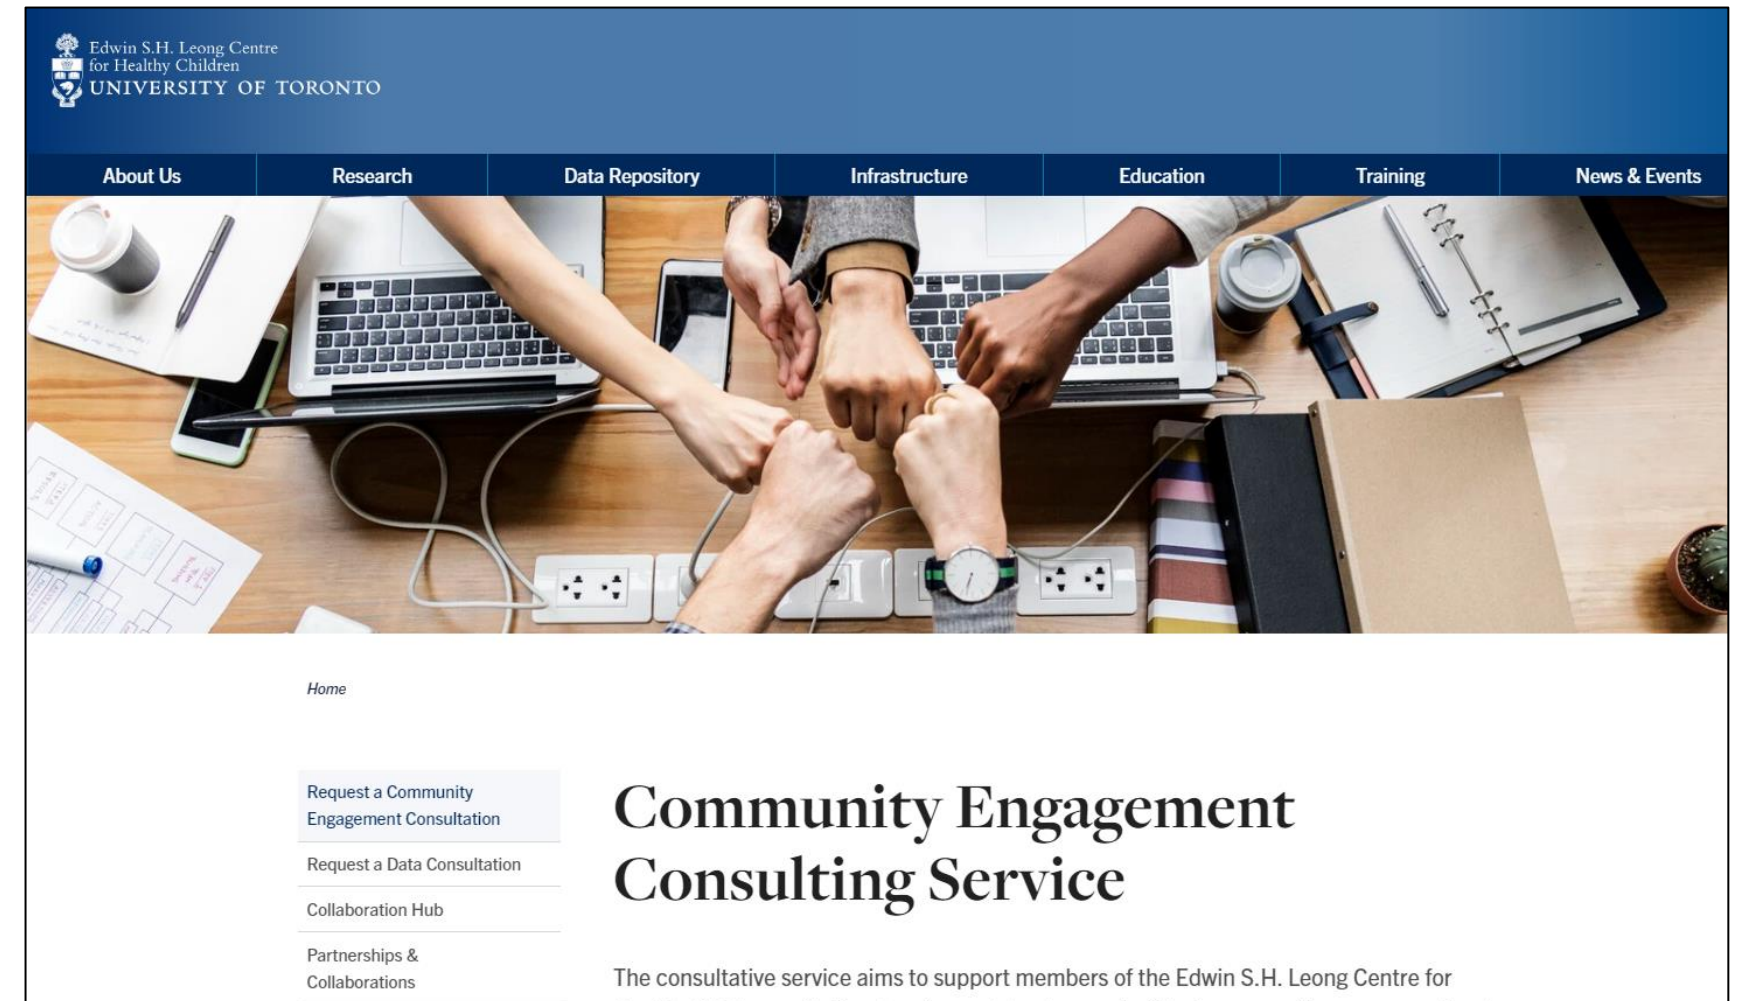 Edwin S.H. Leong Centre
for Healthy Children
UNIVERSITY OF TORONTO
About Us
Research
Data Repository
Infrastructure
Education
Training
News & Events
Home
Request a Community
Engagement Consultation
Request a Data Consultation
Collaboration Hub
Partnerships &
Collaborations
Community Engagement
Consulting Service
The consultative service aims to support members of the Edwin S.H. Leong Centre for